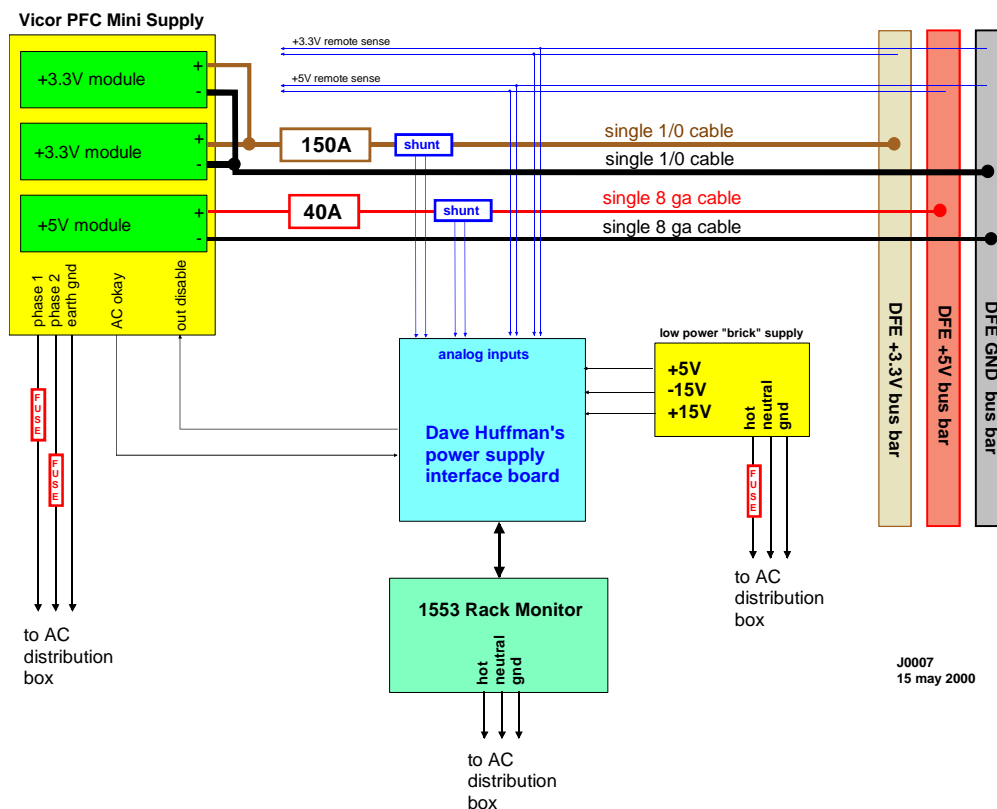 Vicor PFC Mini Supply
+3.3V module
+
-
+3.3V module
+
-
+5V module
+
-
phase 1
phase 2
earth gnd
AC okay
out disable
+3.3V remote sense
+5V remote sense
150A
shunt
single 1/0 cable
single 1/0 cable
40A
shunt
single 8 ga cable
single 8 ga cable
DFE +3.3V bus bar
DFE +5V bus bar
DFE GND bus bar
FUSE
FUSE
to AC
distribution
box
analog inputs
Dave Huffman's
power supply
interface board
low power "brick" supply
+5V
-15V
+15V
hot
neutral
gnd
FUSE
to AC
distribution
box
1553 Rack Monitor
hot
neutral
gnd
to AC
distribution
box
J0007
15 may 2000